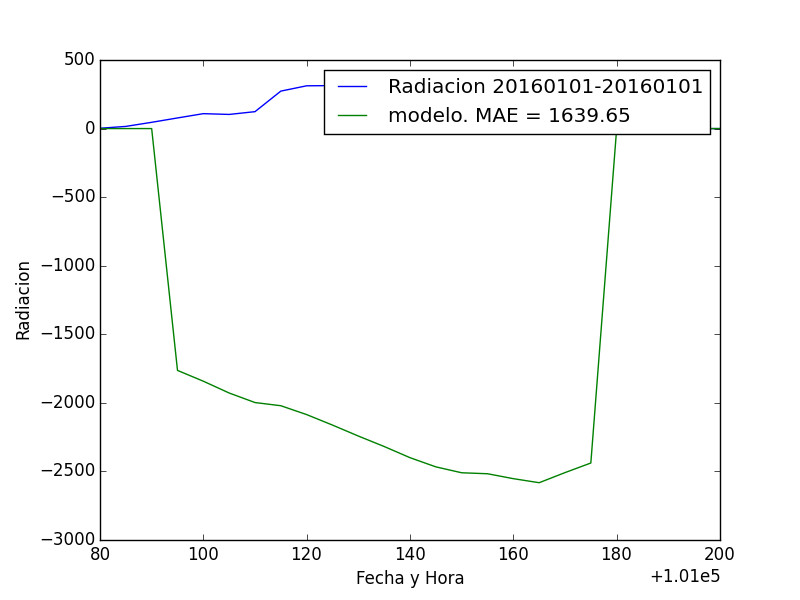 Radiacion 20160101-20160101
modelo. MAE = 1639.65
500
0
−500
−1000
−1500
−2000
−2500
−3000
Radiacion
80 100 120 140 160 180 200
Fecha y Hora
+1.01e5